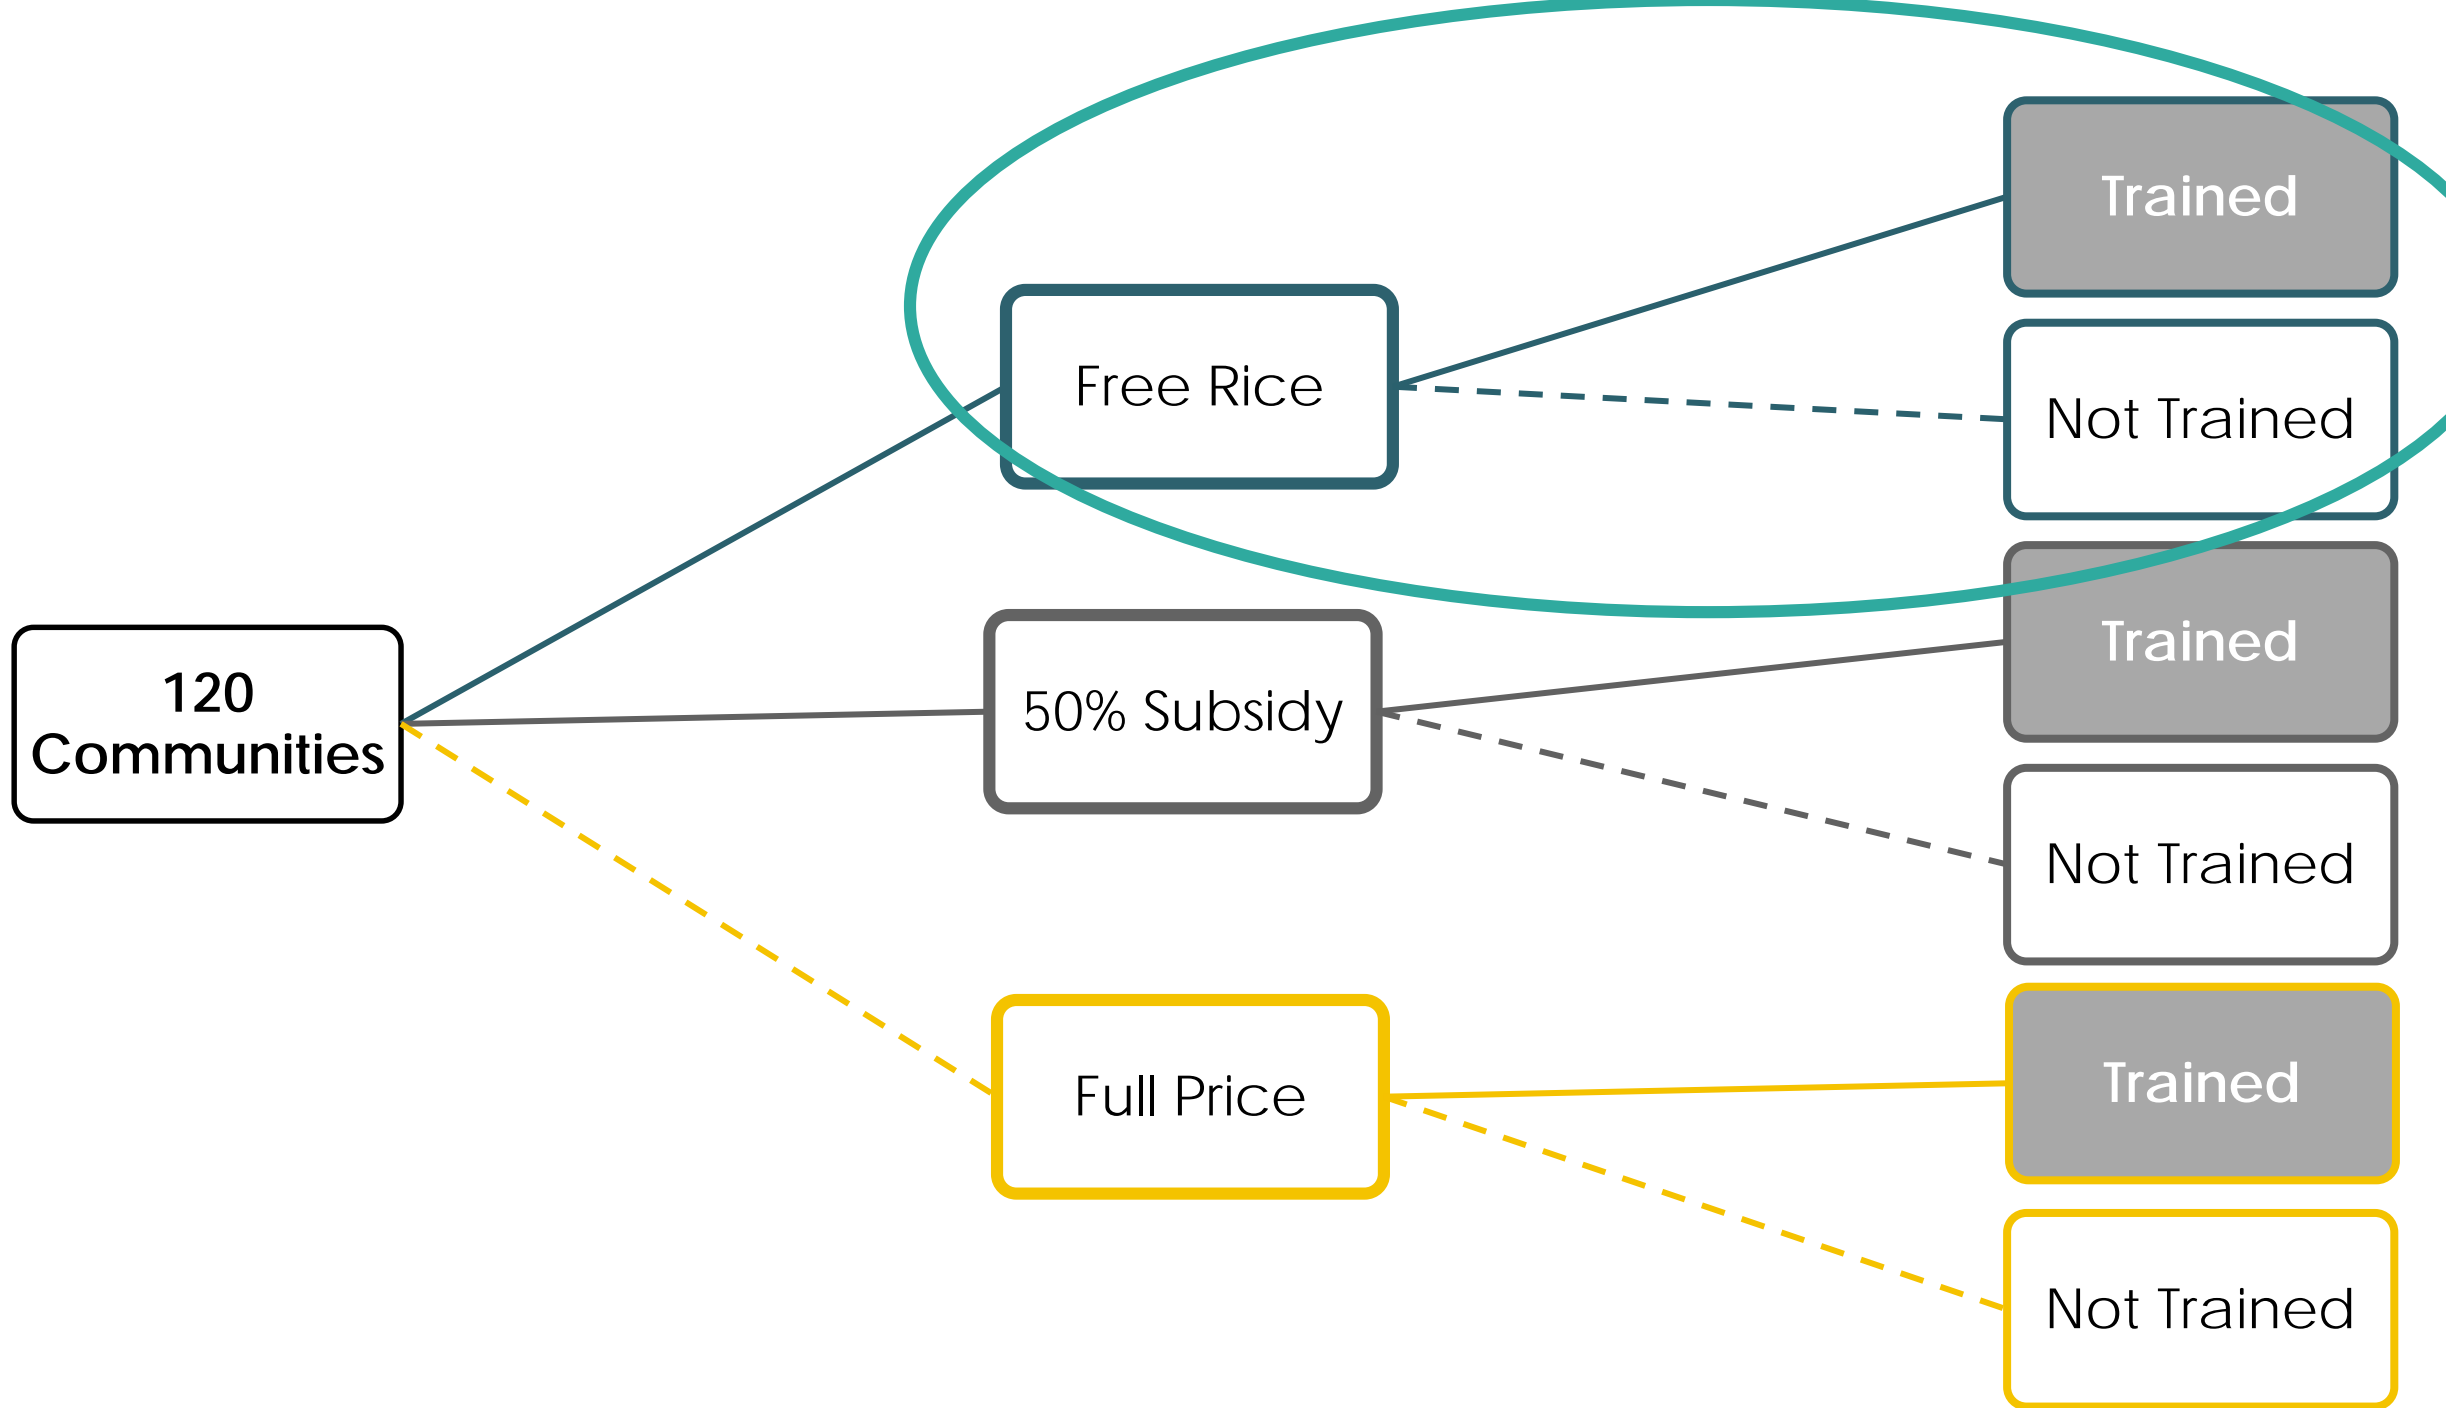 120
Communities
Free Rice
Trained
Not Trained
50% Subsidy
Trained
Not Trained
Full Price
Trained
Not Trained